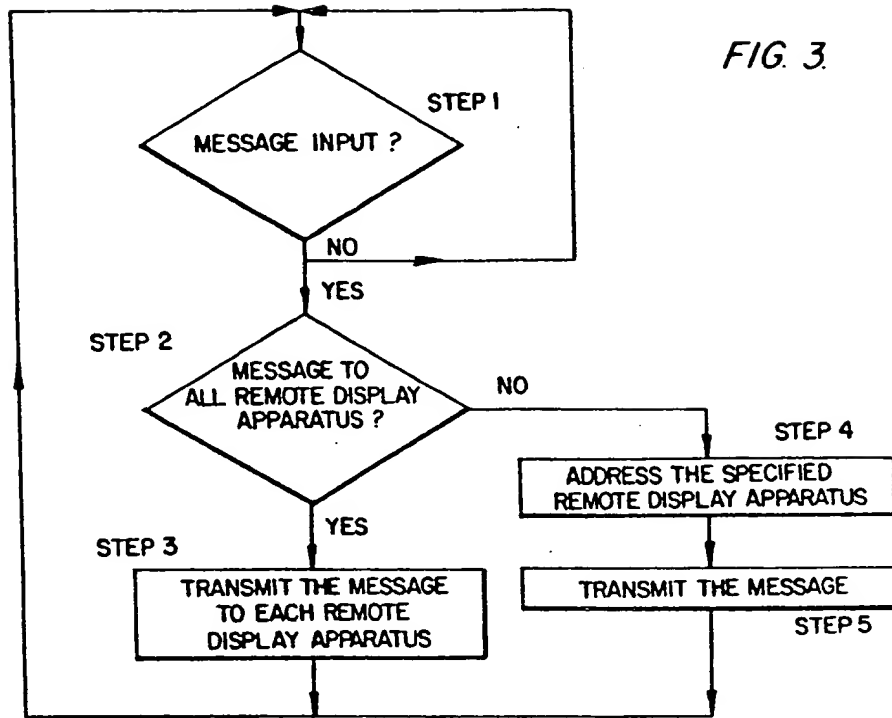 FIG. 3.
STEP 1
MESSAGE INPUT ?
NO
YES
STEP 2
MESSAGE TO
ALL REMOTE DISPLAY
APPARATUS ?
NO
STEP 4
ADDRESS THE SPECIFIED
REMOTE DISPLAY APPARATUS
YES
STEP 3
TRANSMIT THE MESSAGE
TO EACH REMOTE
DISPLAY APPARATUS
TRANSMIT THE MESSAGE
STEP 5